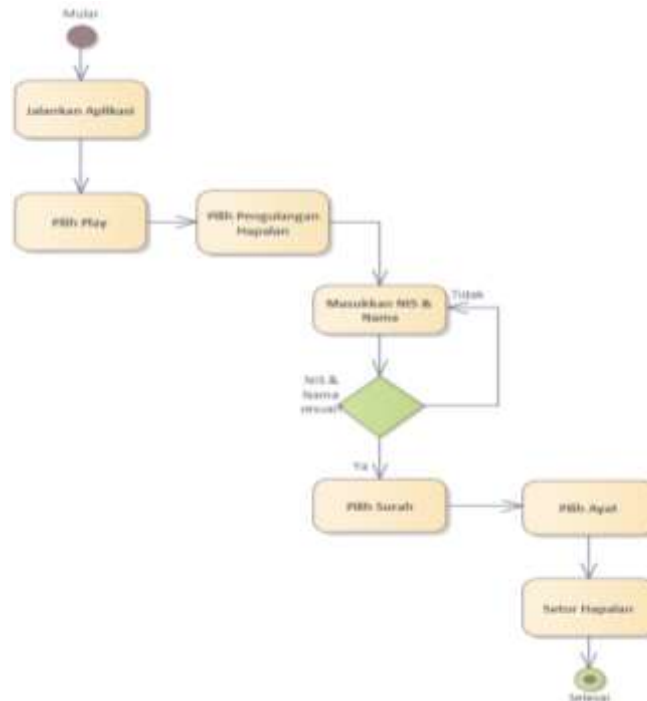 Mulai
Jalankan Aplikasi
Pilih Play
Pilih Pengulangan
Hapalan
Masukkan NIS &
Nama
Tidak
NIS &
Nama
sesuai?
Ya
Pilih Surah
Pilih Ayat
Setor Hapalan
Selesai